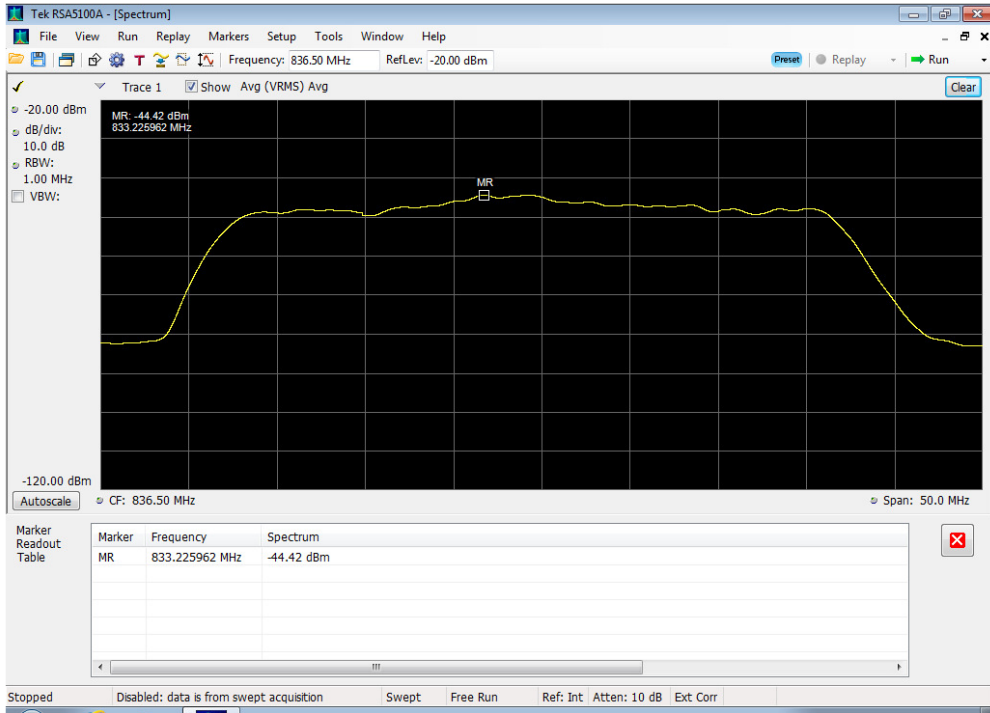 Tek RSA5100A - [Spectrum]
File View Run Replay Markers Setup Tools Window Help
T Frequency: 836.50 MHz RefLev: -20.00 dBm Preset Replay Run
Trace 1 Show Avg (VRMS) Avg Clear
-20.00 dBm
dB/div:
10.0 dB
RBW:
1.00 MHz
VBW:
MR: -44.42 dBm
833.225962 MHz
MR
-120.00 dBm
Autoscale CF: 836.50 MHz Span: 50.0 MHz
Marker
Readout
Table
Marker Frequency Spectrum
MR 833.225962 MHz -44.42 dBm
Stopped Disabled: data is from swept acquisition Swept Free Run Ref: Int Atten: 10 dB Ext Corr